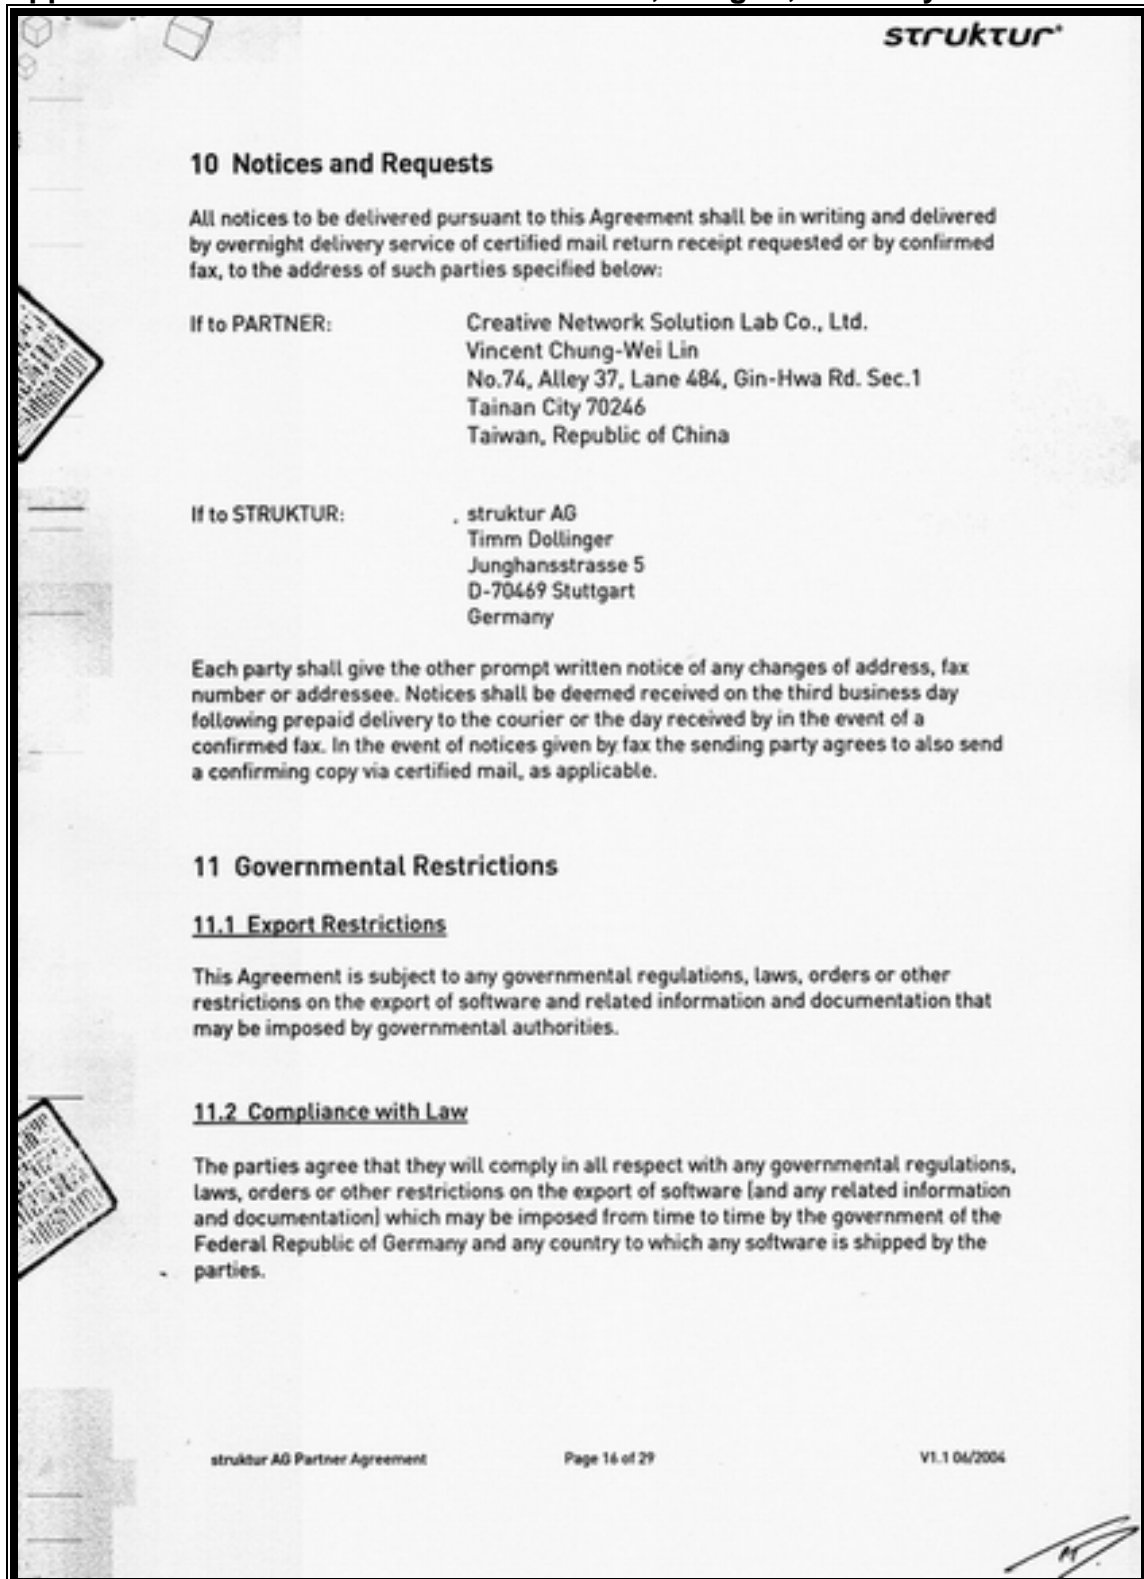 struktur
10 Notices and Requests
All notices to be delivered pursuant to this Agreement shall be in writing and delivered
by overnight delivery service of certified mail return receipt requested or by confirmed
fax, to the address of such parties specified below:
If to PARTNER:
Creative Network Solution Lab Co., Ltd.
Vincent Chung-Wei Lin
No.74, Alley 37, Lane 484, Gin-Hwa Rd. Sec.1
Tainan City 70246
Taiwan, Republic of China
If to STRUKTUR:
struktur AG
Timm Dollinger
Junghansstrasse 5
D-70469 Stuttgart
Germany
Each party shall give the other prompt written notice of any changes of address, fax
number or addressee. Notices shall be deemed received on the third business day
following prepaid delivery to the courier or the day received by in the event of a
confirmed fax. In the event of notices given by fax the sending party agrees to also send
a confirming copy via certified mail, as applicable.
11 Governmental Restrictions
11.1 Export Restrictions
This Agreement is subject to any governmental regulations, laws, orders or other
restrictions on the export of software and related information and documentation that
may be imposed by governmental authorities.
11.2 Compliance with Law
The parties agree that they will comply in all respect with any governmental regulations,
laws, orders or other restrictions on the export of software (and any related information
and documentation) which may be imposed from time to time by the government of the
Federal Republic of Germany and any country to which any software is shipped by the
parties.
struktur AG Partner Agreement Page 16 of 29 V1.1 06/2004